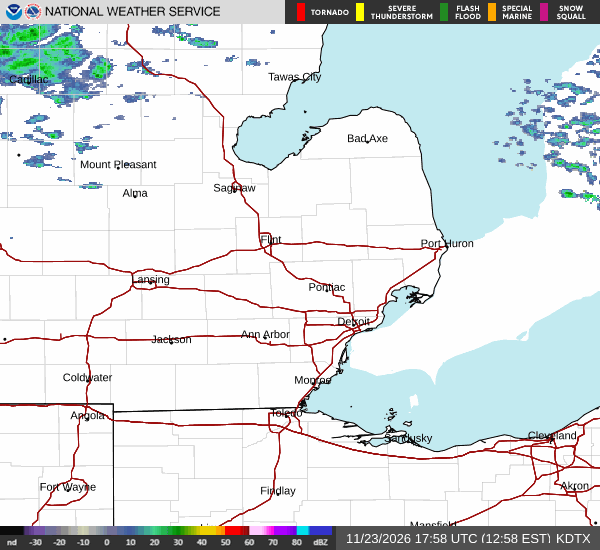 NATIONAL WEATHER SERVICE
TORNADO
SEVERE
THUNDERSTORM
FLASH
FLOOD
SPECIAL
MARINE
SNOW
SQUALL
Cadillac
Tawas City
Bad Axe
Mount Pleasant
Alma
Saginaw
Flint
Port Huron
Lansing
Pontiac
Detroit
Jackson
Ann Arbor
Coldwater
Monroe
Angola
Toledo
Sandusky
Cleveland
Fort Wayne
Findlay
Akron
Mansfield
nd -30 -20 -10 0 10 20 30 40 50 60 70 80 dBZ
11/23/2026 17:58 UTC (12:58 EST) KDTX